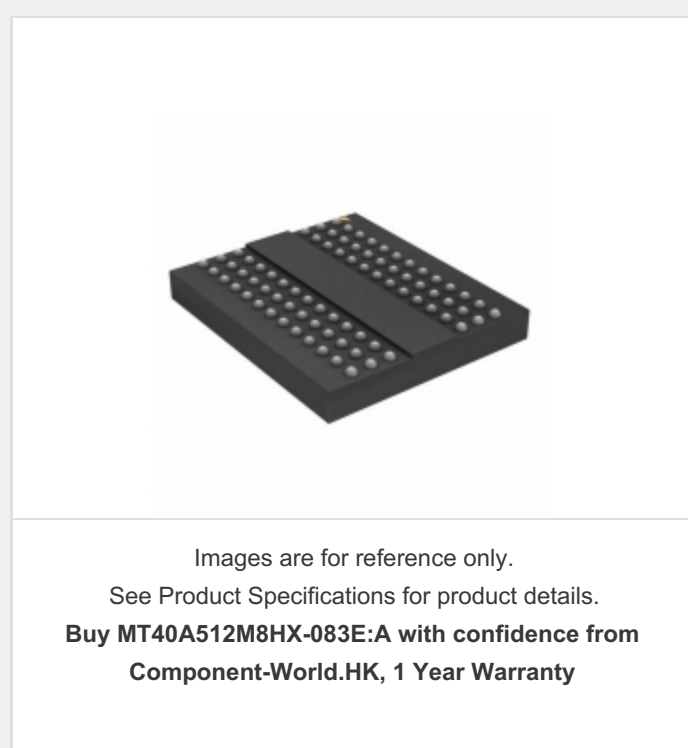 Images are for reference only.
See Product Specifications for product details.
Buy MT40A512M8HX-083E:A with confidence from
Component-World.HK, 1 Year Warranty